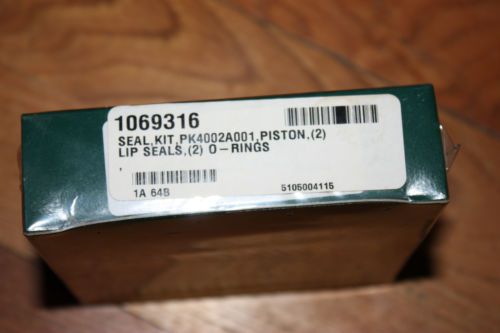 1069316
SEAL,KIT,PK4002A001,PISTON,(2)
LIP SEALS,(2) O-RINGS
1A 64B
5105004115